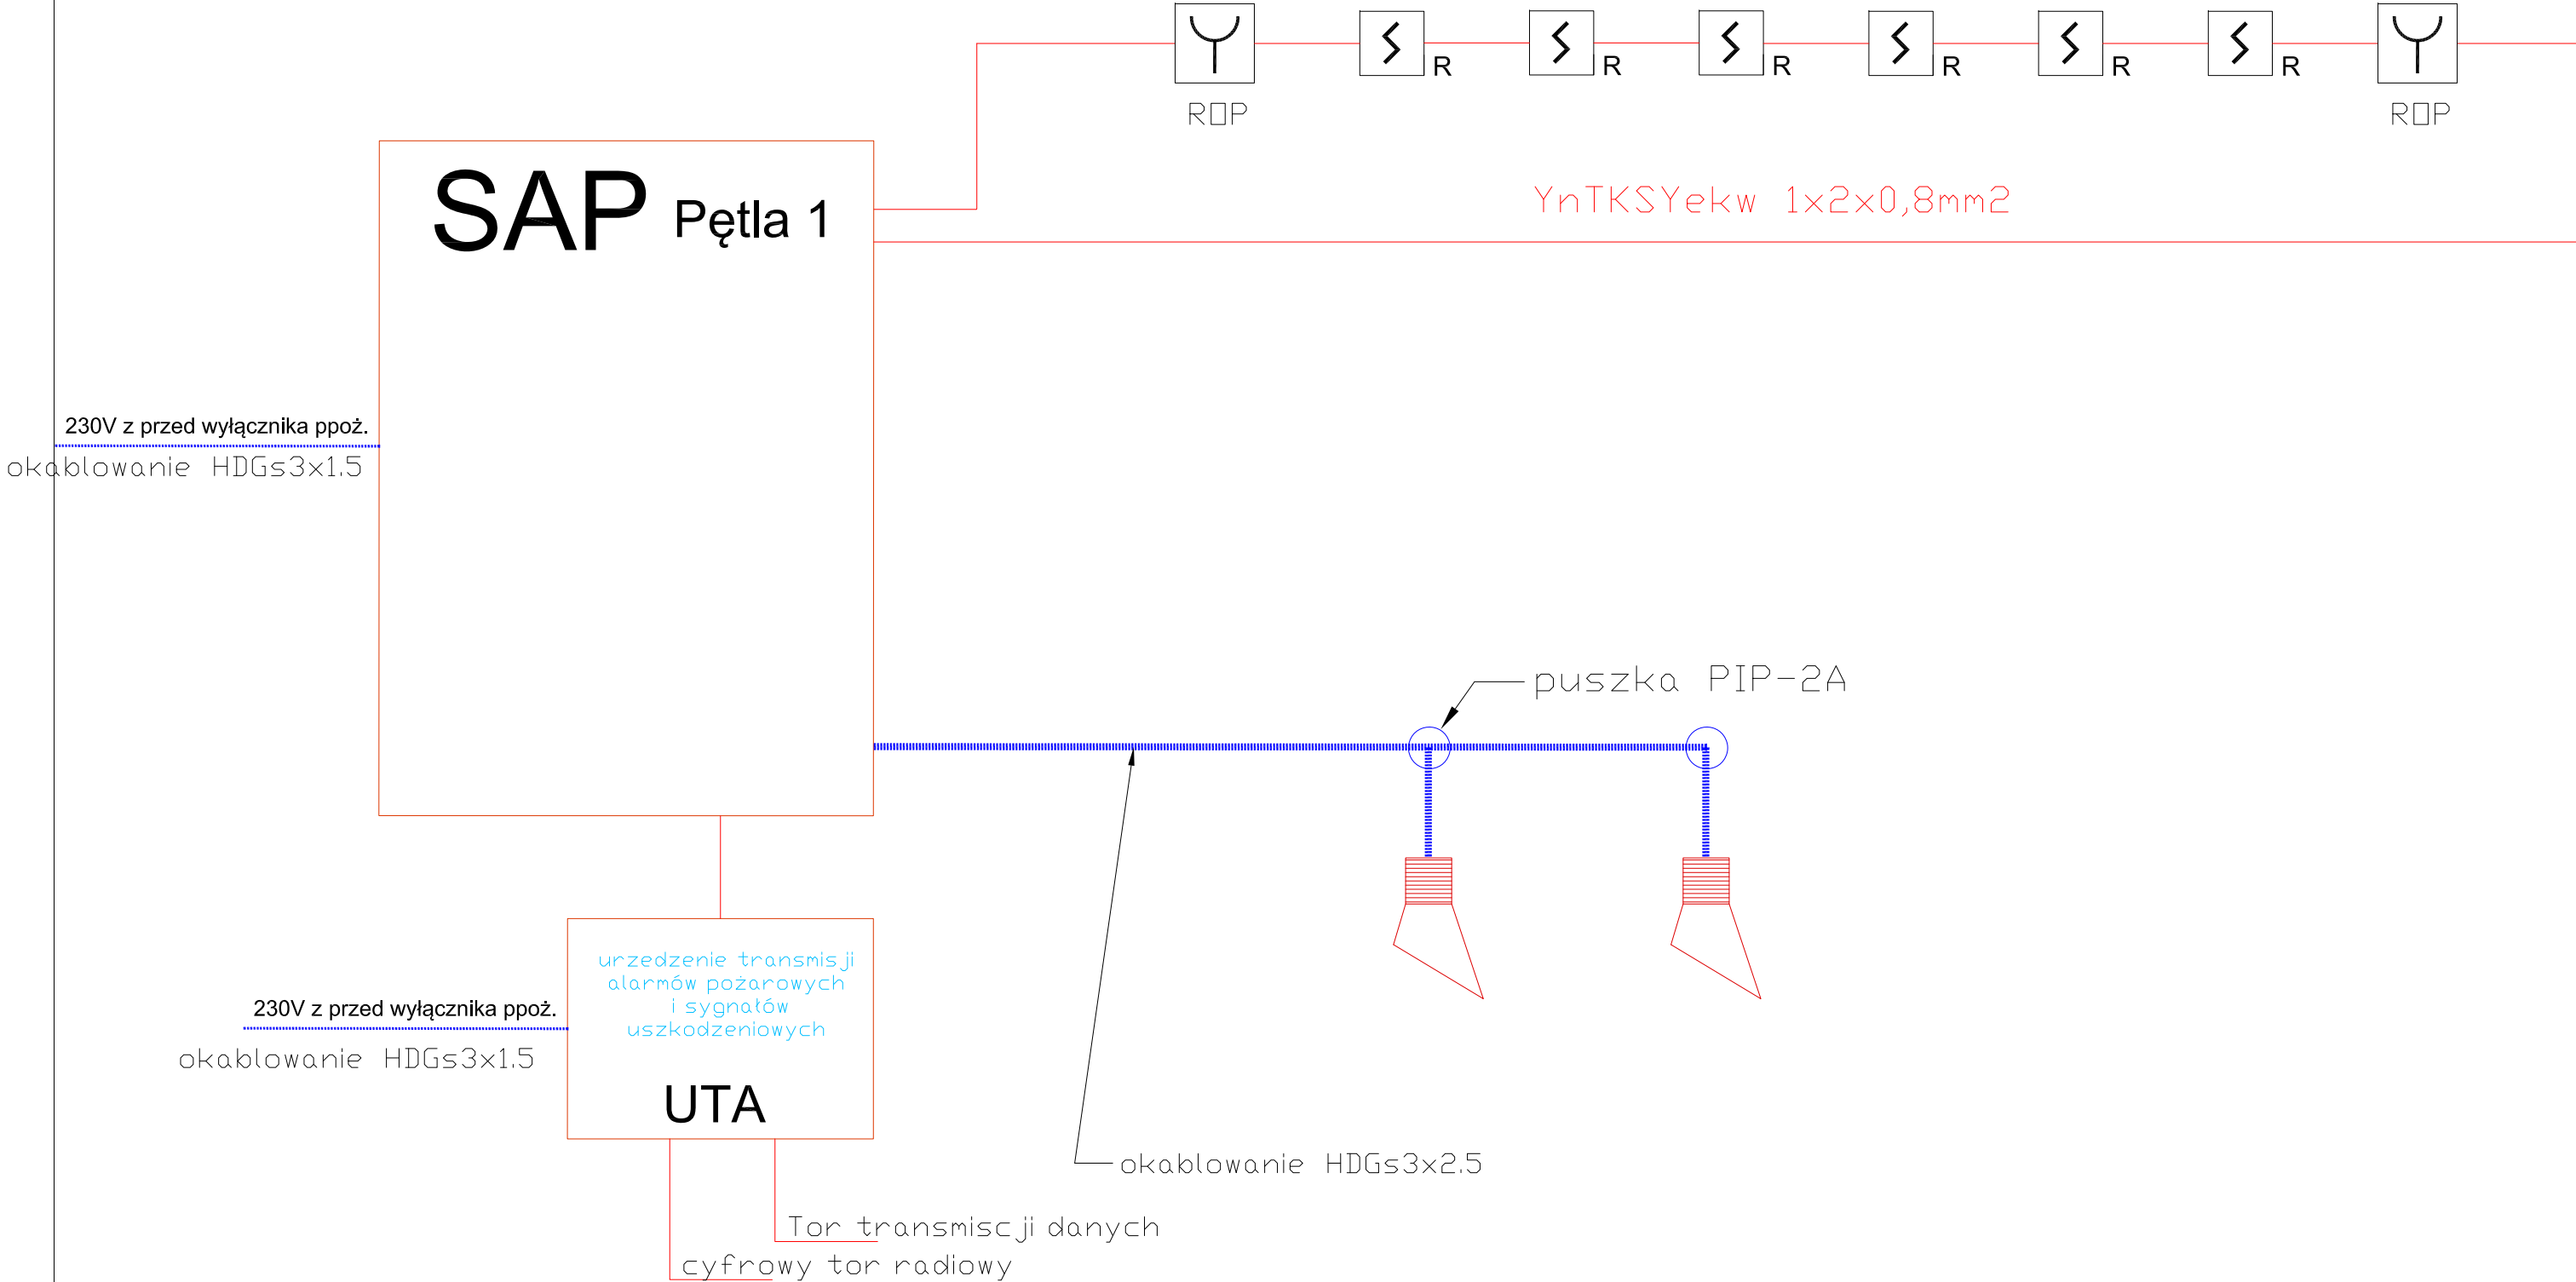 R R R R R R
ROP ROP
SAP Pętla 1
YnTKSYekw 1x2x0,8mm2
230V z przed wyłącznika ppoż.
okablowanie HDGs3x1.5
puszka PIP-2A
urzedzenie transmisji
alarmów pożarowych
i sygnałów
uszkodzeniowych
230V z przed wyłącznika ppoż.
okablowanie HDGs3x1.5
UTA
okablowanie HDGs3x2.5
Tor transmiscji danych
cyfrowy tor radiowy